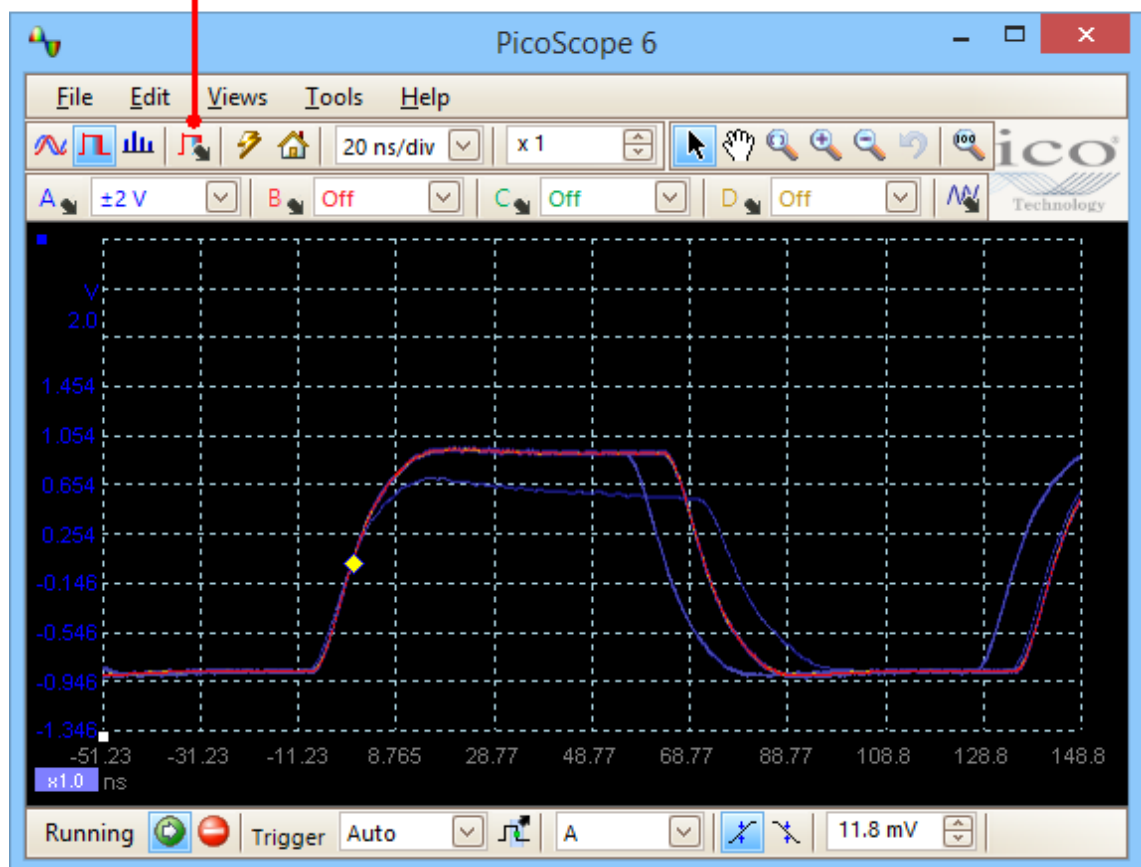 PicoScope 6
File Edit Views Tools Help
20 ns/div x 1 100 ico
A ±2 V B Off C Off D Off Technology
V
2.0
1.454
1.054
0.654
0.254
-0.146
-0.546
-0.946
-1.346
-51.23 -31.23 -11.23 8.765 28.77 48.77 68.77 88.77 108.8 128.8 148.8
x1.0 ns
Running Trigger Auto A 11.8 mV